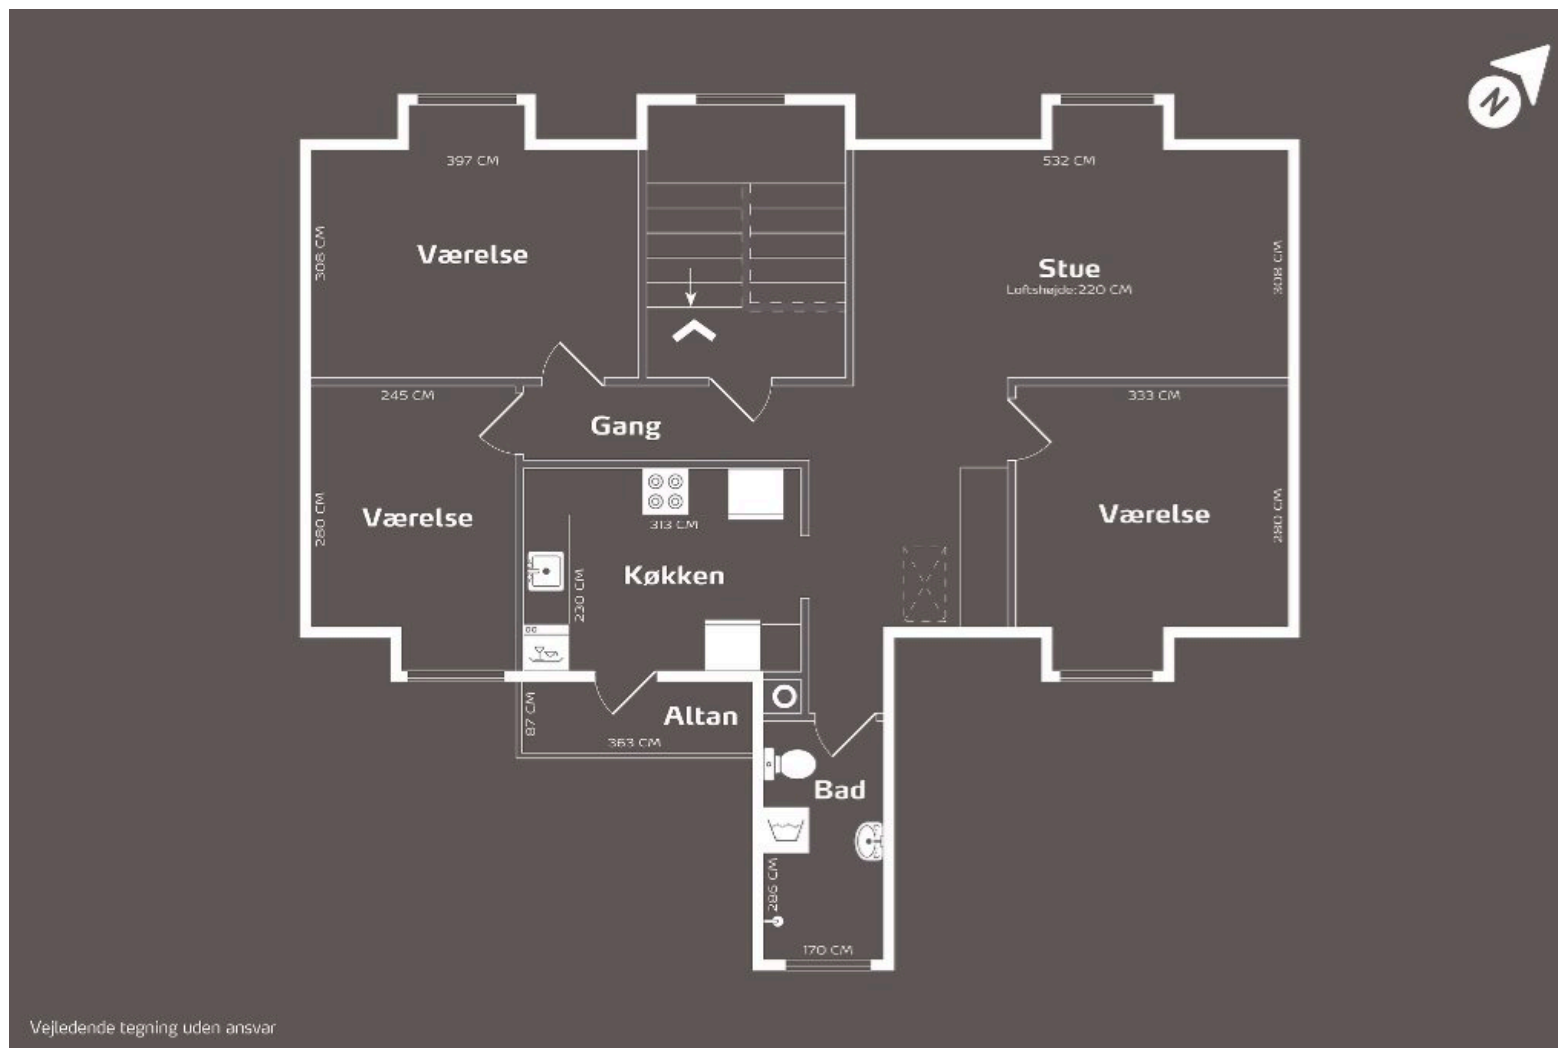 N
397 CM
532 CM
308 CM
Værelse
Stue
Loftshøjde:220 CM
308 CM
245 CM
333 CM
Gang
280 CM
Værelse
313 CM
Køkken
230 CM
Værelse
280 CM
87 CM
Altan
363 CM
Bad
286 CM
170 CM
Vejledende tegning uden ansvar